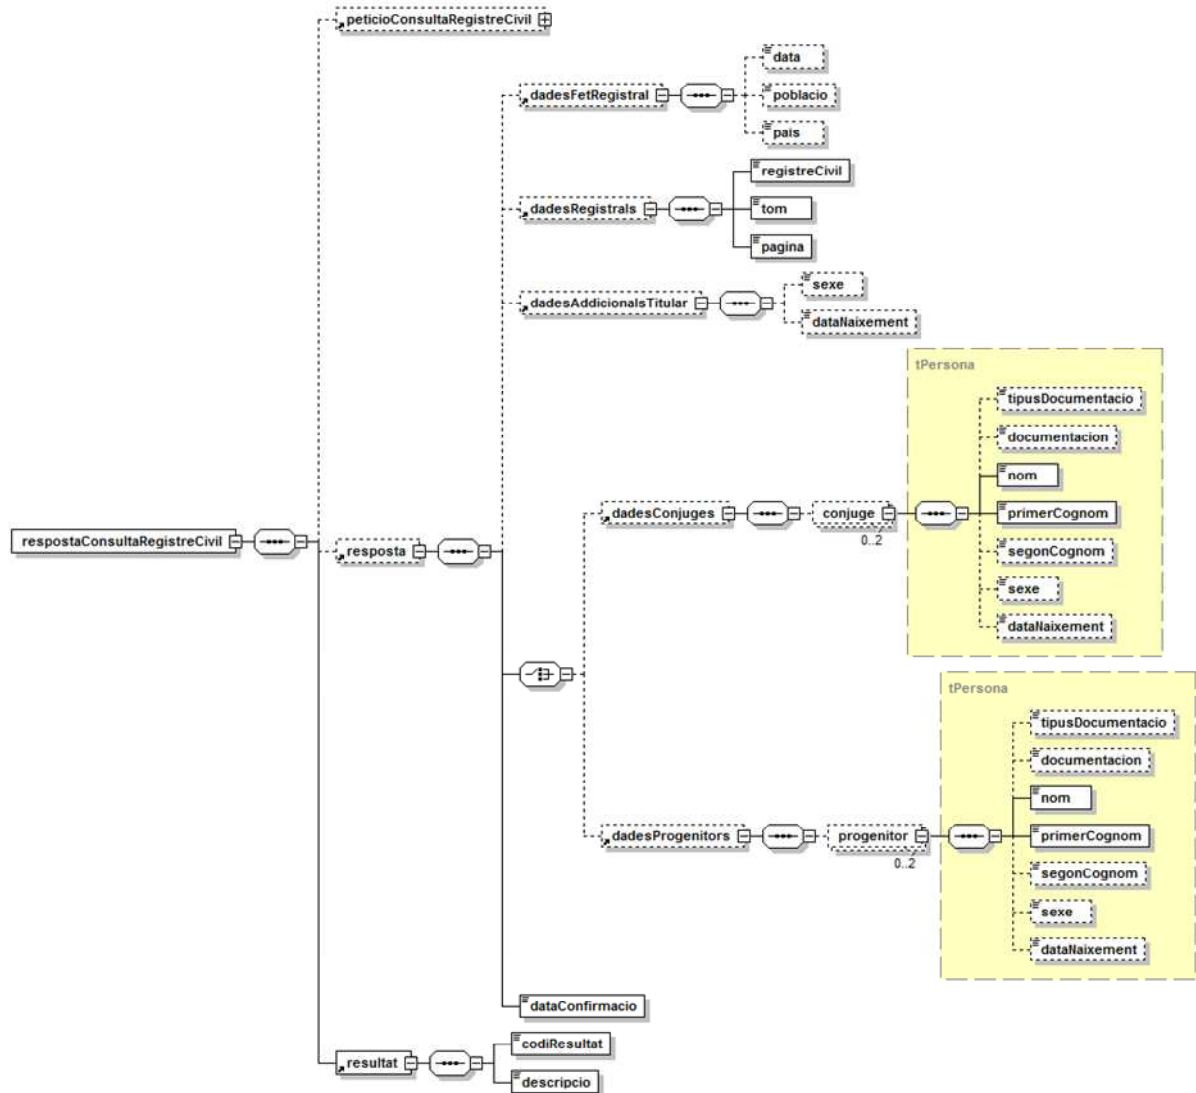 peticioConsultaRegistreCivil
data
dadesFetRegistral
poblacio
pais
registreCivil
dadesRegistrals
tom
pagina
sexe
dadesAddicionalsTitular
dataNaixement
tPersona
tipusDocumentacio
documentacion
nom
dadesConjuges
conjuge
0..2
primerCognom
respostaConsultaRegistreCivil
resposta
segonCognom
sexe
dataNaixement
tPersona
tipusDocumentacio
documentacion
nom
dadesProgenitors
progenitor
0..2
primerCognom
segonCognom
sexe
dataNaixement
dataConfirmacio
codiResultat
resultat
descripcio